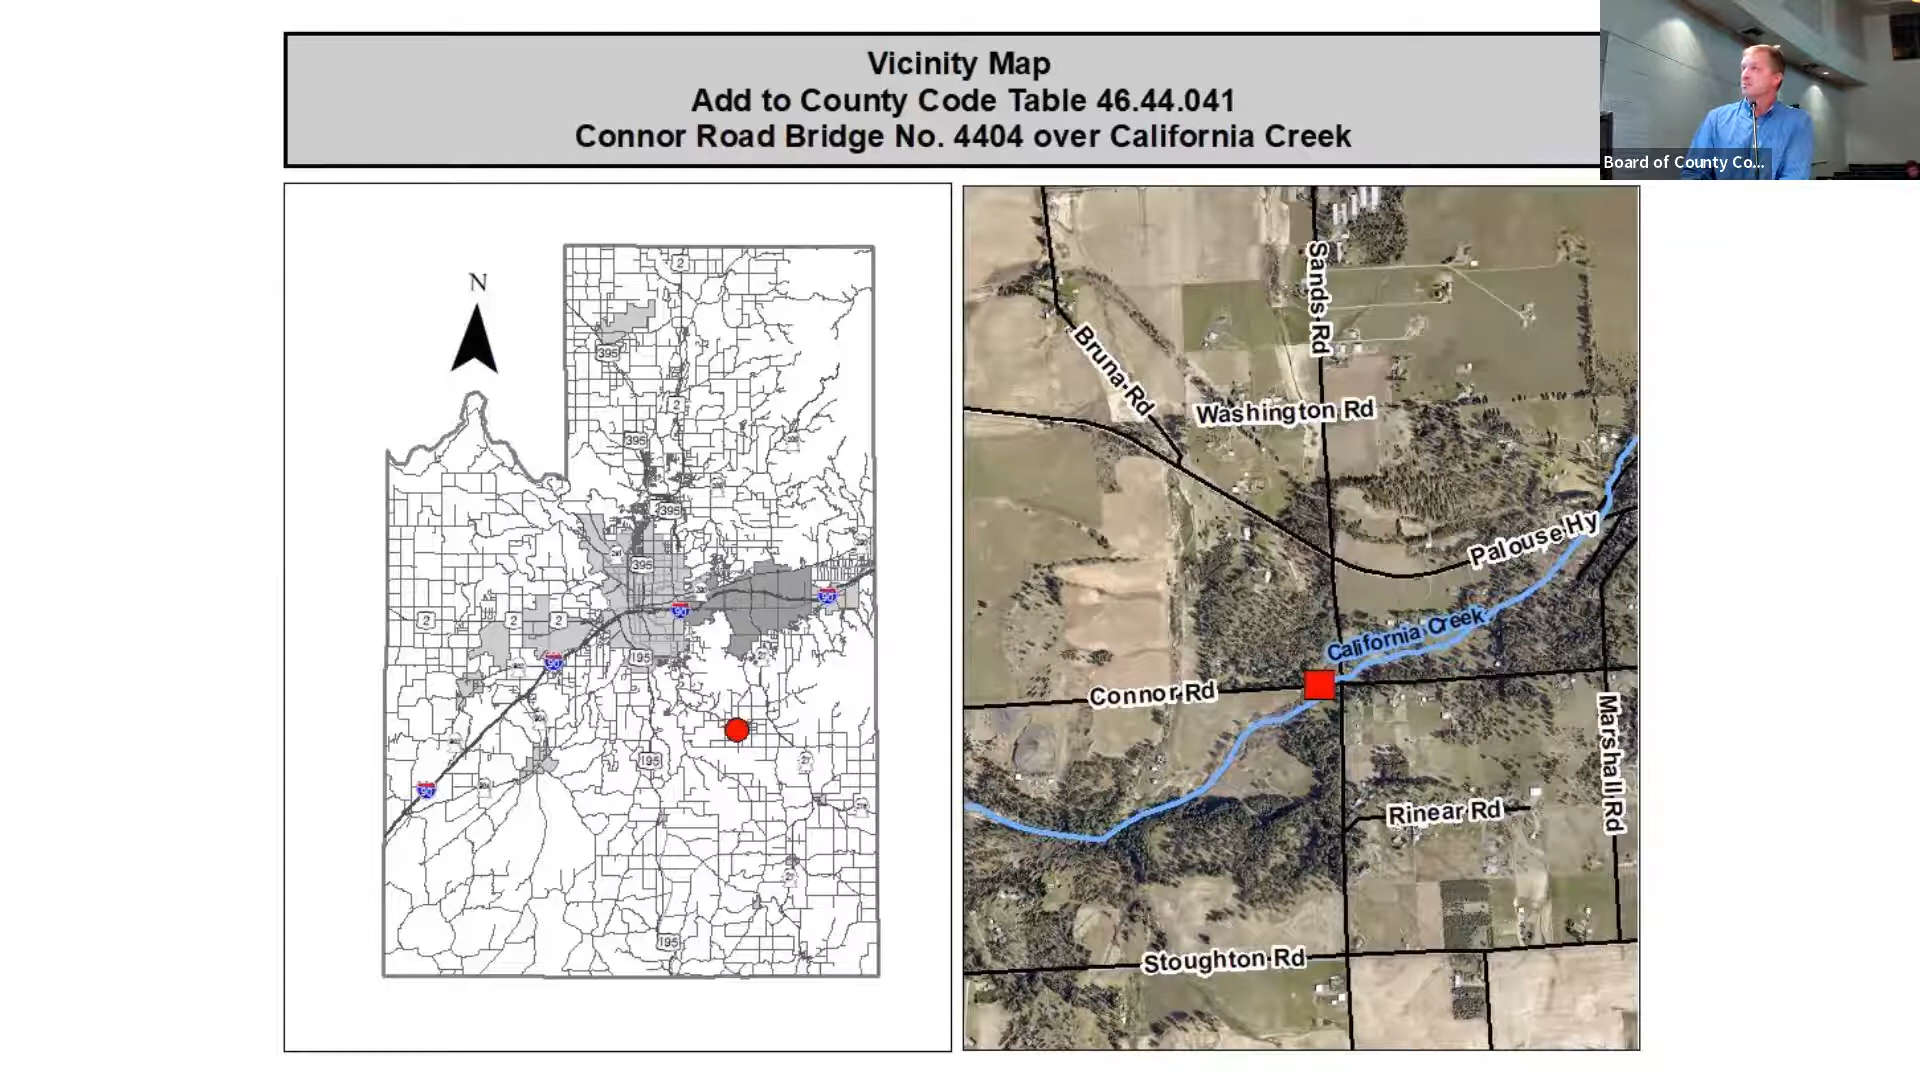 Vicinity Map
Add to County Code Table 46.44.041
Connor Road Bridge No. 4404 over California Creek
Board of County Co...
N
2
395
2
395
395
395
90
90
2
2
2
195
90
195
27
90
27
195
Sands Rd
Bruna Rd
Washington Rd
Palouse Hy
California Creek
Connor Rd
Marshall Rd
Rinear Rd
Stoughton Rd